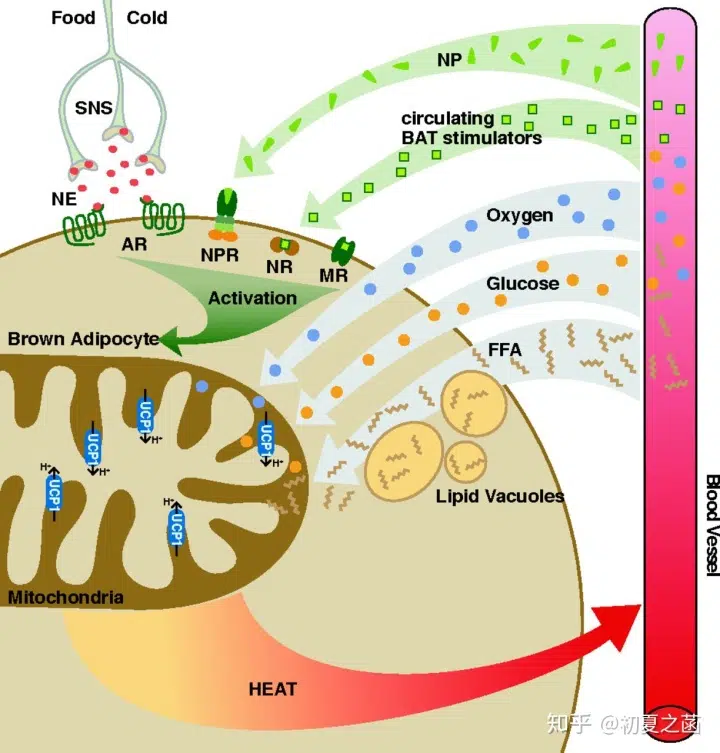 Food Cold
SNS
NE
AR
NP
circulating
BAT stimulators
Oxygen
Glucose
FFA
NPR
NR
MR
Activation
Brown Adipocyte
UCP1
H⁺
UCP1
H⁺
UCP1
H⁺
UCP1
H⁺
UCP1
H⁺
Lipid Vacuoles
Mitochondria
HEAT
Blood Vessel
知乎 @初夏之菡